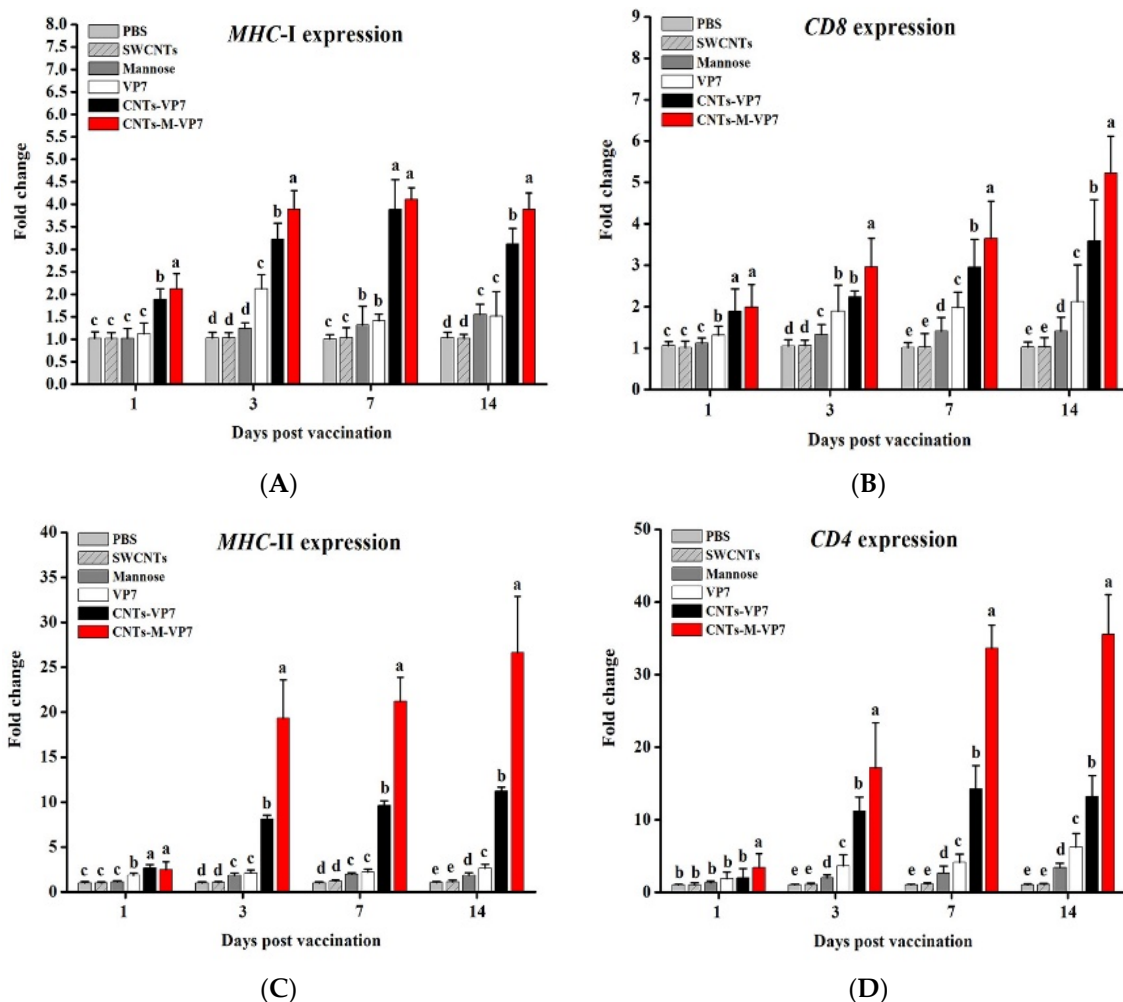 MHC-I expression
PBS
SWCNTs
Mannose
VP7
CNTs-VP7
CNTs-M-VP7
Fold change
8.0
7.5
7.0
6.5
6.0
5.5
5.0
4.5
4.0
3.5
3.0
2.5
2.0
1.5
1.0
0.5
0.0
c c c c b a
d d d c b a
c c b b a a
d d c c b a
1 3 7 14
Days post vaccination
(A)
CD8 expression
PBS
SWCNTs
Mannose
VP7
CNTs-VP7
CNTs-M-VP7
Fold change
9
8
7
6
5
4
3
2
1
0
c c c b a a
d d c b b a
e e d c b a
e e d c b a
1 3 7 14
Days post vaccination
(B)
MHC-II expression
PBS
SWCNTs
Mannose
VP7
CNTs-VP7
CNTs-M-VP7
Fold change
40
35
30
25
20
15
10
5
0
c c c b a a
d d c c b a
d d c c b a
e e d c b a
1 3 7 14
Days post vaccination
(C)
CD4 expression
PBS
SWCNTs
Mannose
VP7
CNTs-VP7
CNTs-M-VP7
Fold change
50
40
30
20
10
0
b b b b b a
e e d c b a
e e d c b a
e e d c b a
1 3 7 14
Days post vaccination
(D)